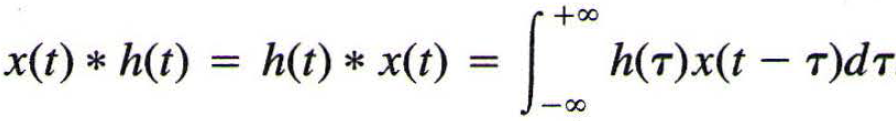 x(t) * h(t) = h(t) * x(t) = ∫_{-∞}^{+∞} h(τ)x(t − τ)dτ